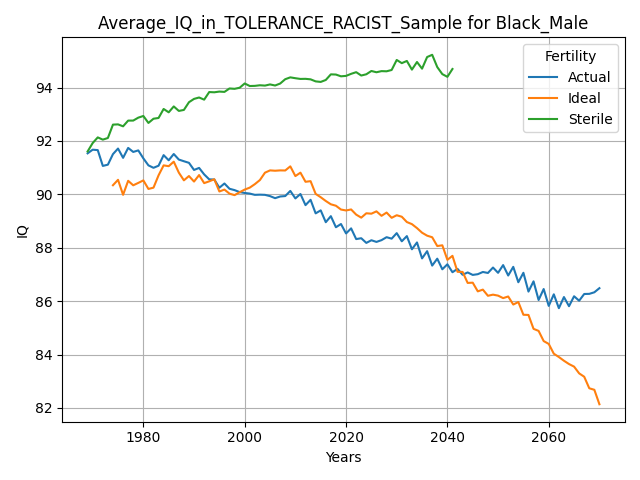 Average_IQ_in_TOLERANCE_RACIST_Sample for Black_Male
Fertility
Actual
Ideal
Sterile
IQ
94
92
90
88
86
84
82
1980
2000
2020
2040
2060
Years